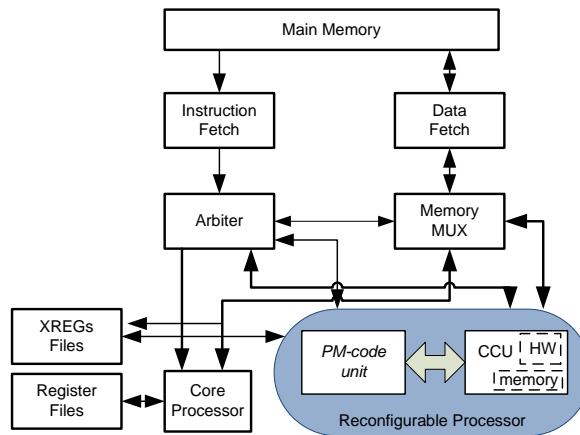 Main Memory
Instruction
Fetch
Data
Fetch
Arbiter
Memory
MUX
XREGs
Files
Register
Files
Core
Processor
PM-code
unit
CCU
HW
memory
Reconfigurable Processor